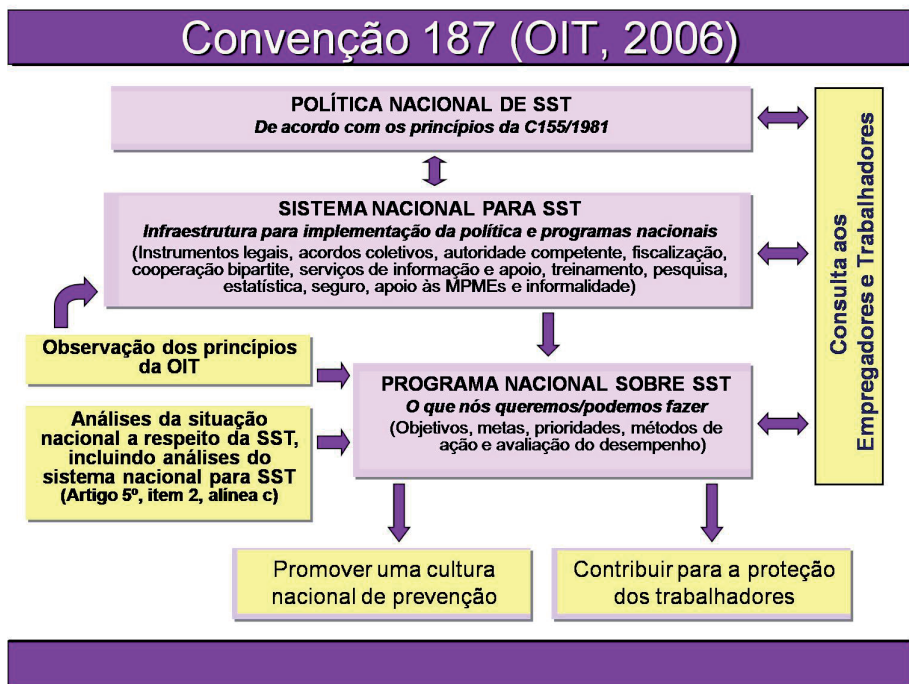 Convenção 187 (OIT, 2006)
POLÍTICA NACIONAL DE SST
De acordo com os princípios da C155/1981
SISTEMA NACIONAL PARA SST
Infraestrutura para implementação da política e programas nacionais
(Instrumentos legais, acordos coletivos, autoridade competente, fiscalização,
cooperação bipartite, serviços de informação e apoio, treinamento, pesquisa,
estatística, seguro, apoio às MPMEs e informalidade)
Observação dos princípios
da OIT
Análises da situação
nacional a respeito da SST,
incluindo análises do
sistema nacional para SST
(Artigo 5º, item 2, alínea c)
PROGRAMA NACIONAL SOBRE SST
O que nós queremos/podemos fazer
(Objetivos, metas, prioridades, métodos de
ação e avaliação do desempenho)
Consulta aos
Empregadores e Trabalhadores
Promover uma cultura
nacional de prevenção
Contribuir para a proteção
dos trabalhadores